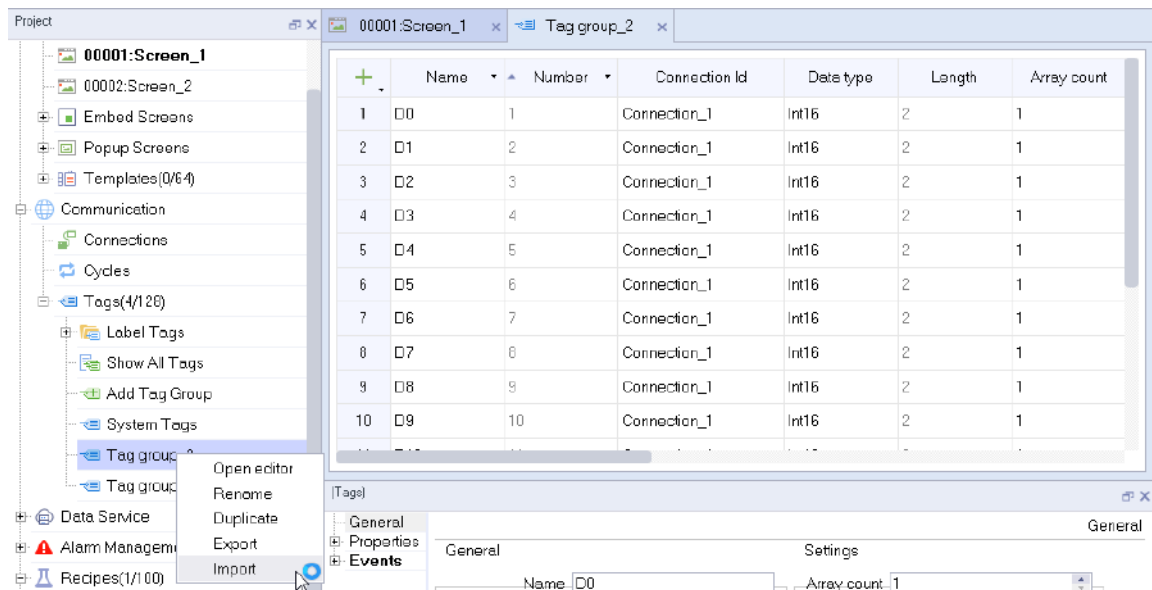 Project
00001:Screen_1
00002:Screen_2
Embed Screens
Popup Screens
Templates(0/64)
Communication
Connections
Cycles
Tags(4/128)
Label Tags
Show All Tags
Add Tag Group
System Tags
Tag group_2
Tag group
Data Service
Alarm Managem
Recipes(1/100)
Open editor
Rename
Duplicate
Export
Import
00001:Screen_1 Tag group_2
Name Number Connection Id Data type Length Array count
1 D0 1 Connection_1 Int16 2 1
2 D1 2 Connection_1 Int16 2 1
3 D2 3 Connection_1 Int16 2 1
4 D3 4 Connection_1 Int16 2 1
5 D4 5 Connection_1 Int16 2 1
6 D5 6 Connection_1 Int16 2 1
7 D6 7 Connection_1 Int16 2 1
8 D7 8 Connection_1 Int16 2 1
9 D8 9 Connection_1 Int16 2 1
10 D9 10 Connection_1 Int16 2 1
(Tags)
General
Properties
Events
General
General Settings
Name D0 Array count 1